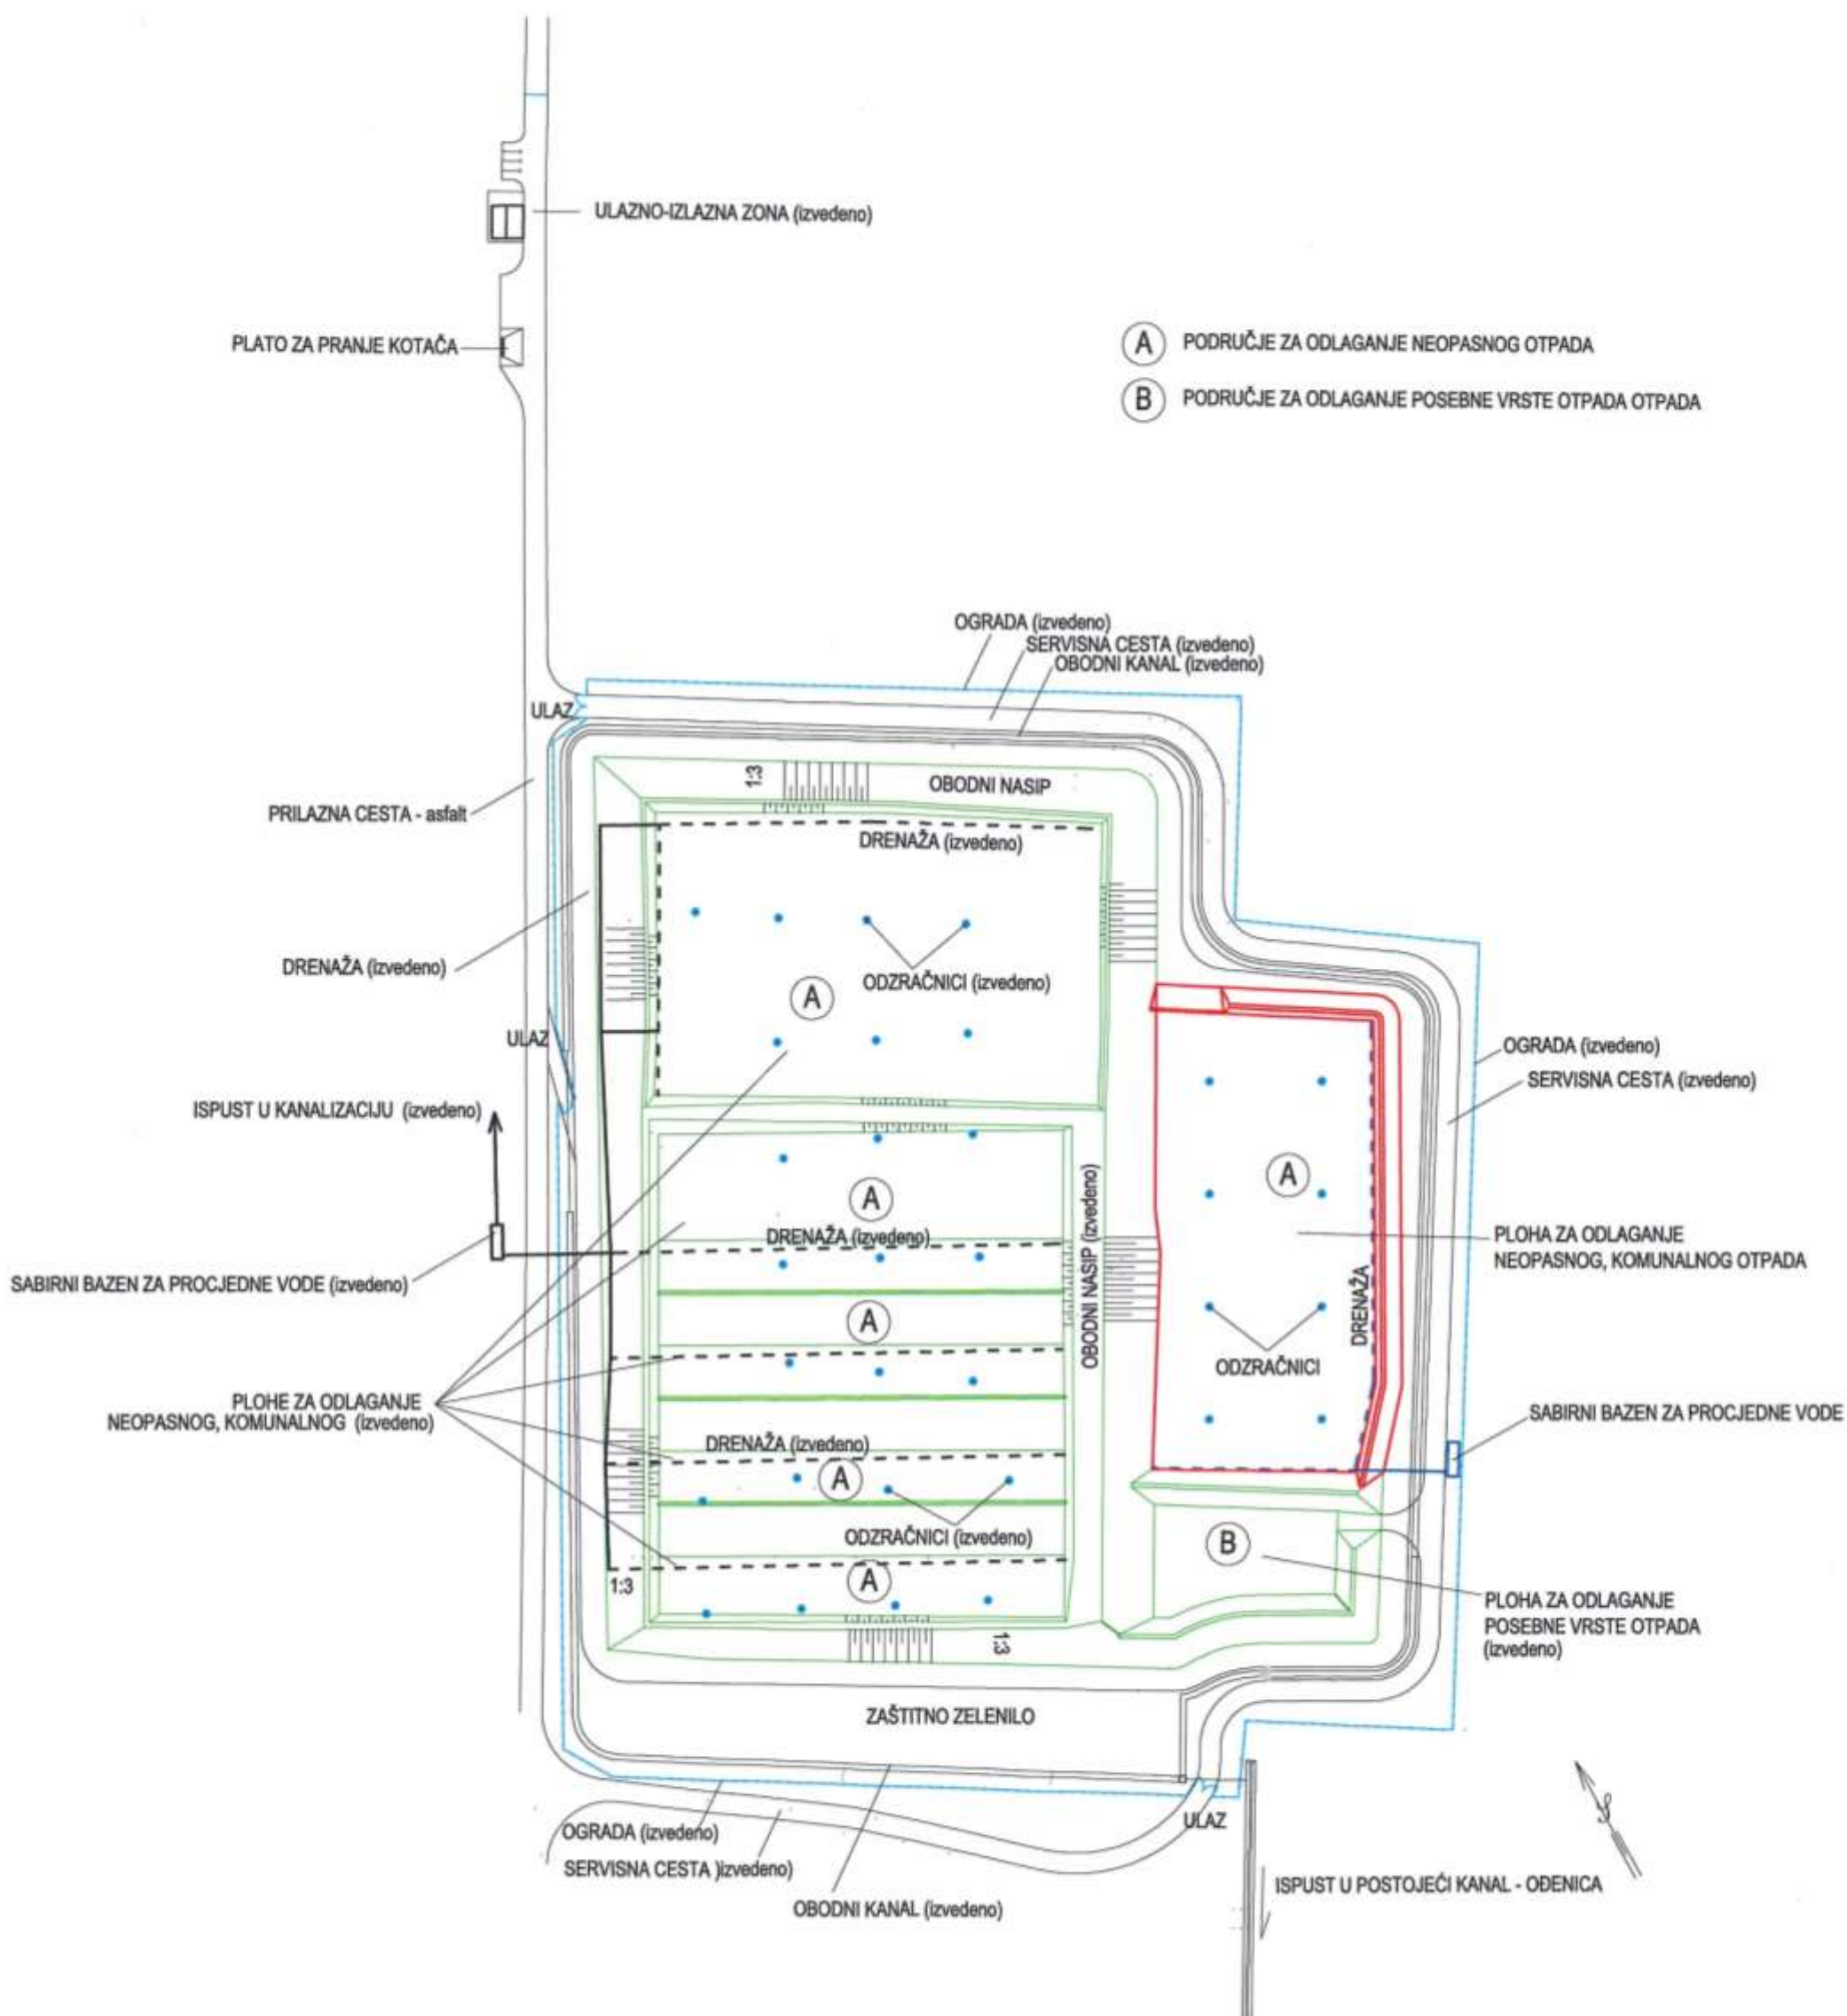 ULAZNO-IZLAZNA ZONA (izvedeno)
PLATO ZA PRANJE KOTAČA
A PODRUČJE ZA ODLAGANJE NEOPASNOG OTPADA
B PODRUČJE ZA ODLAGANJE POSEBNE VRSTE OTPADA OTPADA
OGRADA (izvedeno)
SERVISNA CESTA (izvedeno)
OBODNI KANAL (izvedeno)
ULAZ
1:3
OBODNI NASIP
PRILAZNA CESTA - asfalt
DRENAŽA (izvedeno)
DRENAŽA (izvedeno)
ODZRAČNICI (izvedeno)
A
ULAZ
OGRADA (izvedeno)
SERVISNA CESTA (izvedeno)
ISPUST U KANALIZACIJU (izvedeno)
A
A
DRENAŽA (izvedeno)
OBODNI NASIP (izvedeno)
PLOHA ZA ODLAGANJE
NEOPASNOG, KOMUNALNOG OTPADA
SABIRNI BAZEN ZA PROCJEDNE VODE (izvedeno)
A
DRENAŽA
ODZRAČNICI
PLOHE ZA ODLAGANJE
NEOPASNOG, KOMUNALNOG (izvedeno)
SABIRNI BAZEN ZA PROCJEDNE VODE
DRENAŽA (izvedeno)
A
ODZRAČNICI (izvedeno)
B
A
1:3
PLOHA ZA ODLAGANJE
POSEBNE VRSTE OTPADA
(izvedeno)
1:3
ZAŠTITNO ZELENILO
ULAZ
OGRADA (izvedeno)
SERVISNA CESTA )izvedeno)
OBODNI KANAL (izvedeno)
S
ISPUST U POSTOJEĆI KANAL - OĐENICA